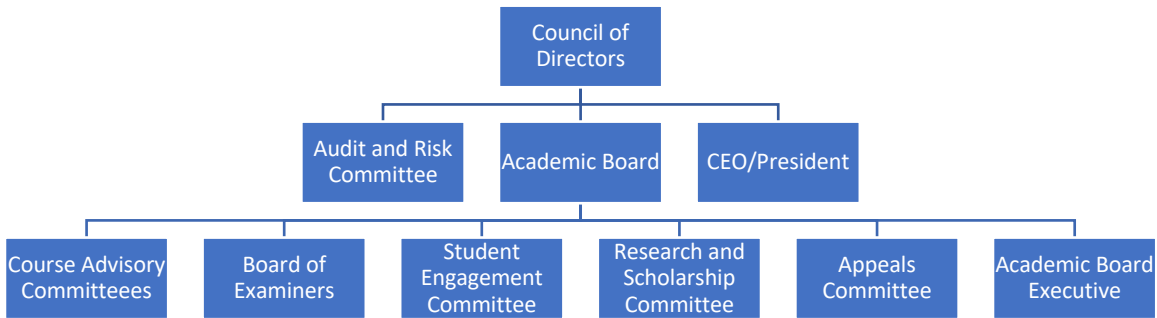 Council of
Directors
Audit and Risk
Committee
Academic Board
CEO/President
Course Advisory
Committeees
Board of
Examiners
Student
Engagement
Committee
Research and
Scholarship
Committee
Appeals
Committee
Academic Board
Executive